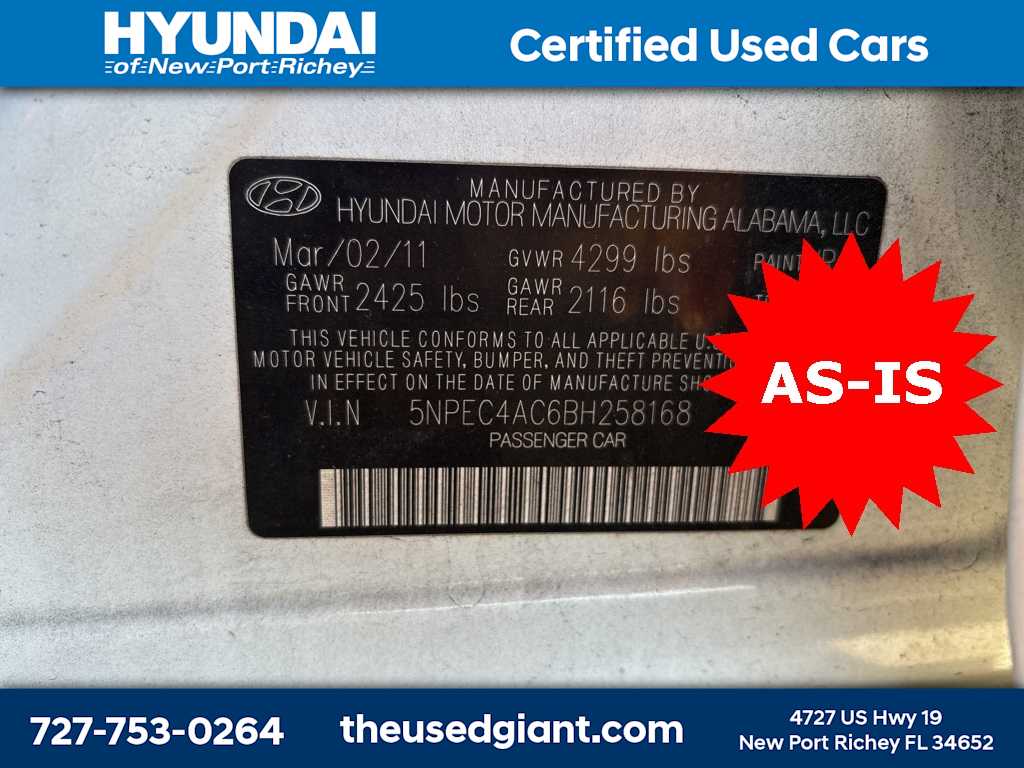 HYUNDAI
of New Port Richey
Certified Used Cars
MANUFACTURED BY
HYUNDAI MOTOR MANUFACTURING ALABAMA, LLC
Mar/02/11 GVWR 4299 lbs PAINT
GAWR FRONT 2425 lbs GAWR REAR 2116 lbs
THIS VEHICLE CONFORMS TO ALL APPLICABLE
MOTOR VEHICLE SAFETY, BUMPER, AND THEFT
IN EFFECT ON THE DATE OF MANUFACTURE
V.I.N 5NPEC4AC6BH258168
PASSENGER CAR
AS-IS
727-753-0264
theusedgiant.com
4727 US Hwy 19
New Port Richey FL 34652